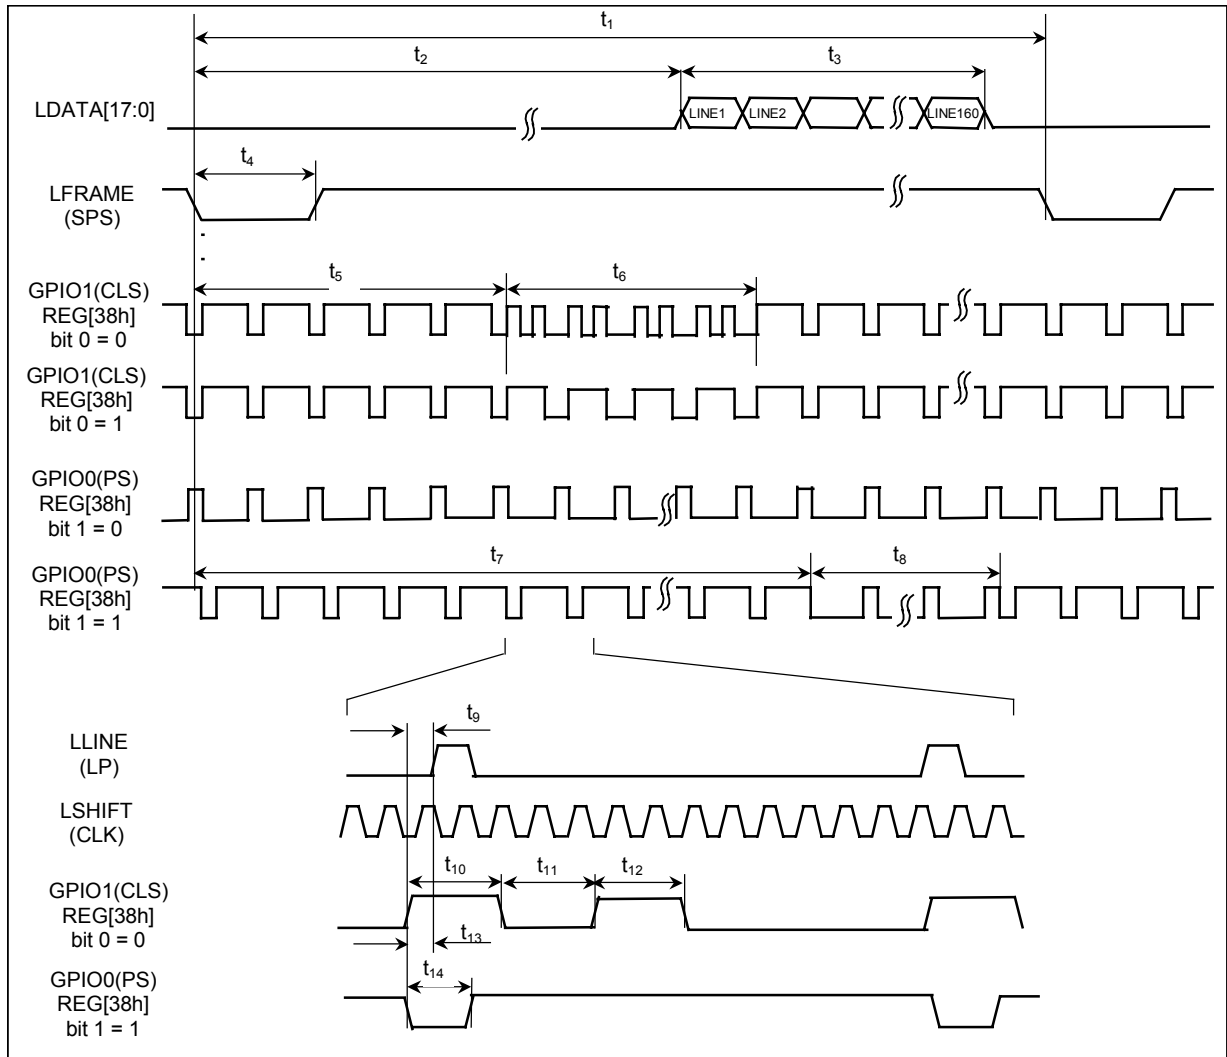 t1
t2
t3
LDATA[17:0]
LINE1
LINE2
LINE160
t4
LFRAME
(SPS)
t5
t6
GPIO1(CLS)
REG[38h]
bit 0 = 0
GPIO1(CLS)
REG[38h]
bit 0 = 1
GPIO0(PS)
REG[38h]
bit 1 = 0
t7
t8
GPIO0(PS)
REG[38h]
bit 1 = 1
t9
LLINE
(LP)
LSHIFT
(CLK)
t10
t11
t12
GPIO1(CLS)
REG[38h]
bit 0 = 0
t13
t14
GPIO0(PS)
REG[38h]
bit 1 = 1